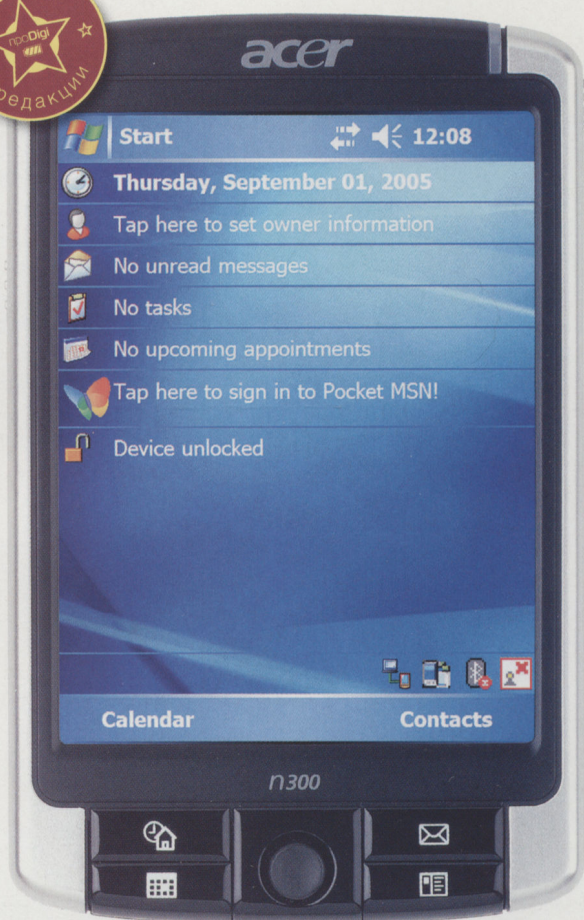 проDigi
редакции
acer
Start 12:08
Thursday, September 01, 2005
Tap here to set owner information
No unread messages
No tasks
No upcoming appointments
Tap here to sign in to Pocket MSN!
Device unlocked
Calendar Contacts
n300